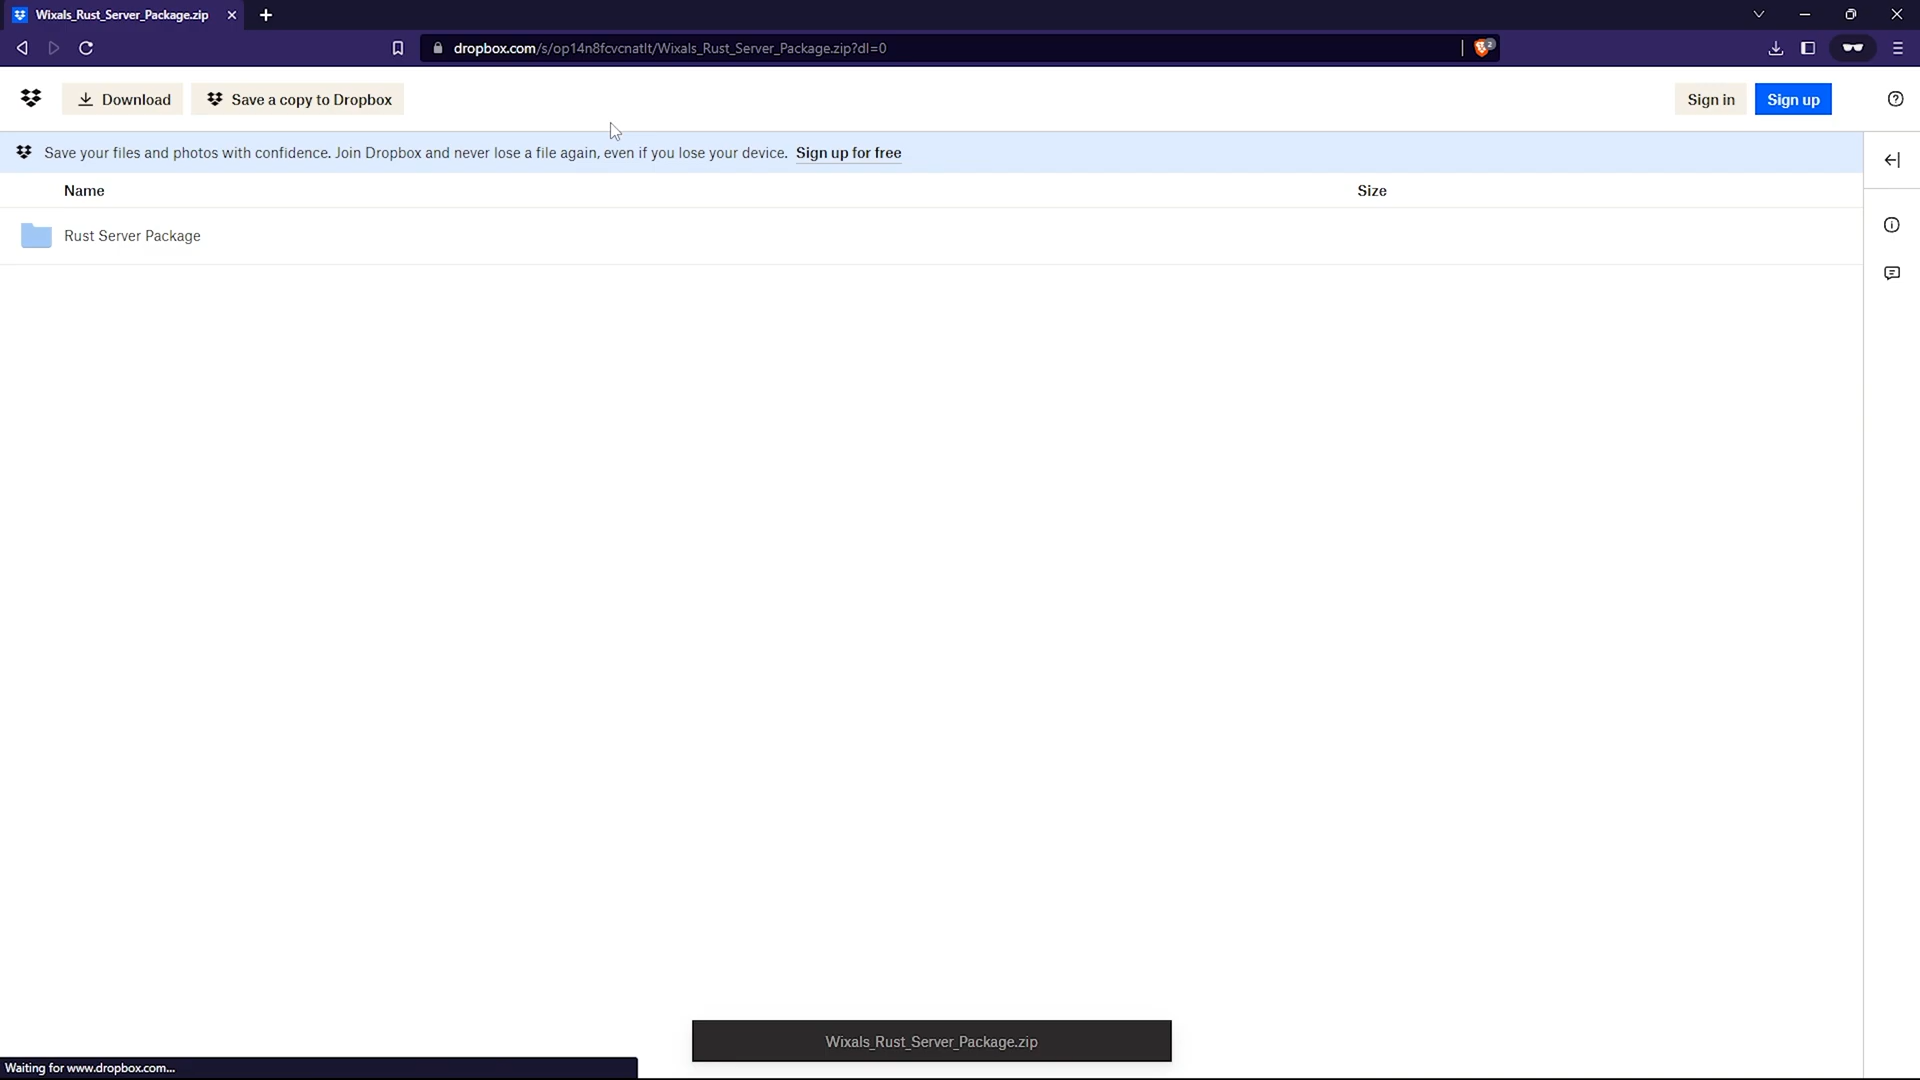 Wixals_Rust_Server_Package.zip
dropbox.com/s/op14n8fcvcnatlt/Wixals_Rust_Server_Package.zip?dl=0
2
Download
Save a copy to Dropbox
Sign in
Sign up
Save your files and photos with confidence. Join Dropbox and never lose a file again, even if you lose your device. Sign up for free
Name
Size
Rust Server Package
Wixals_Rust_Server_Package.zip
Waiting for www.dropbox.com...